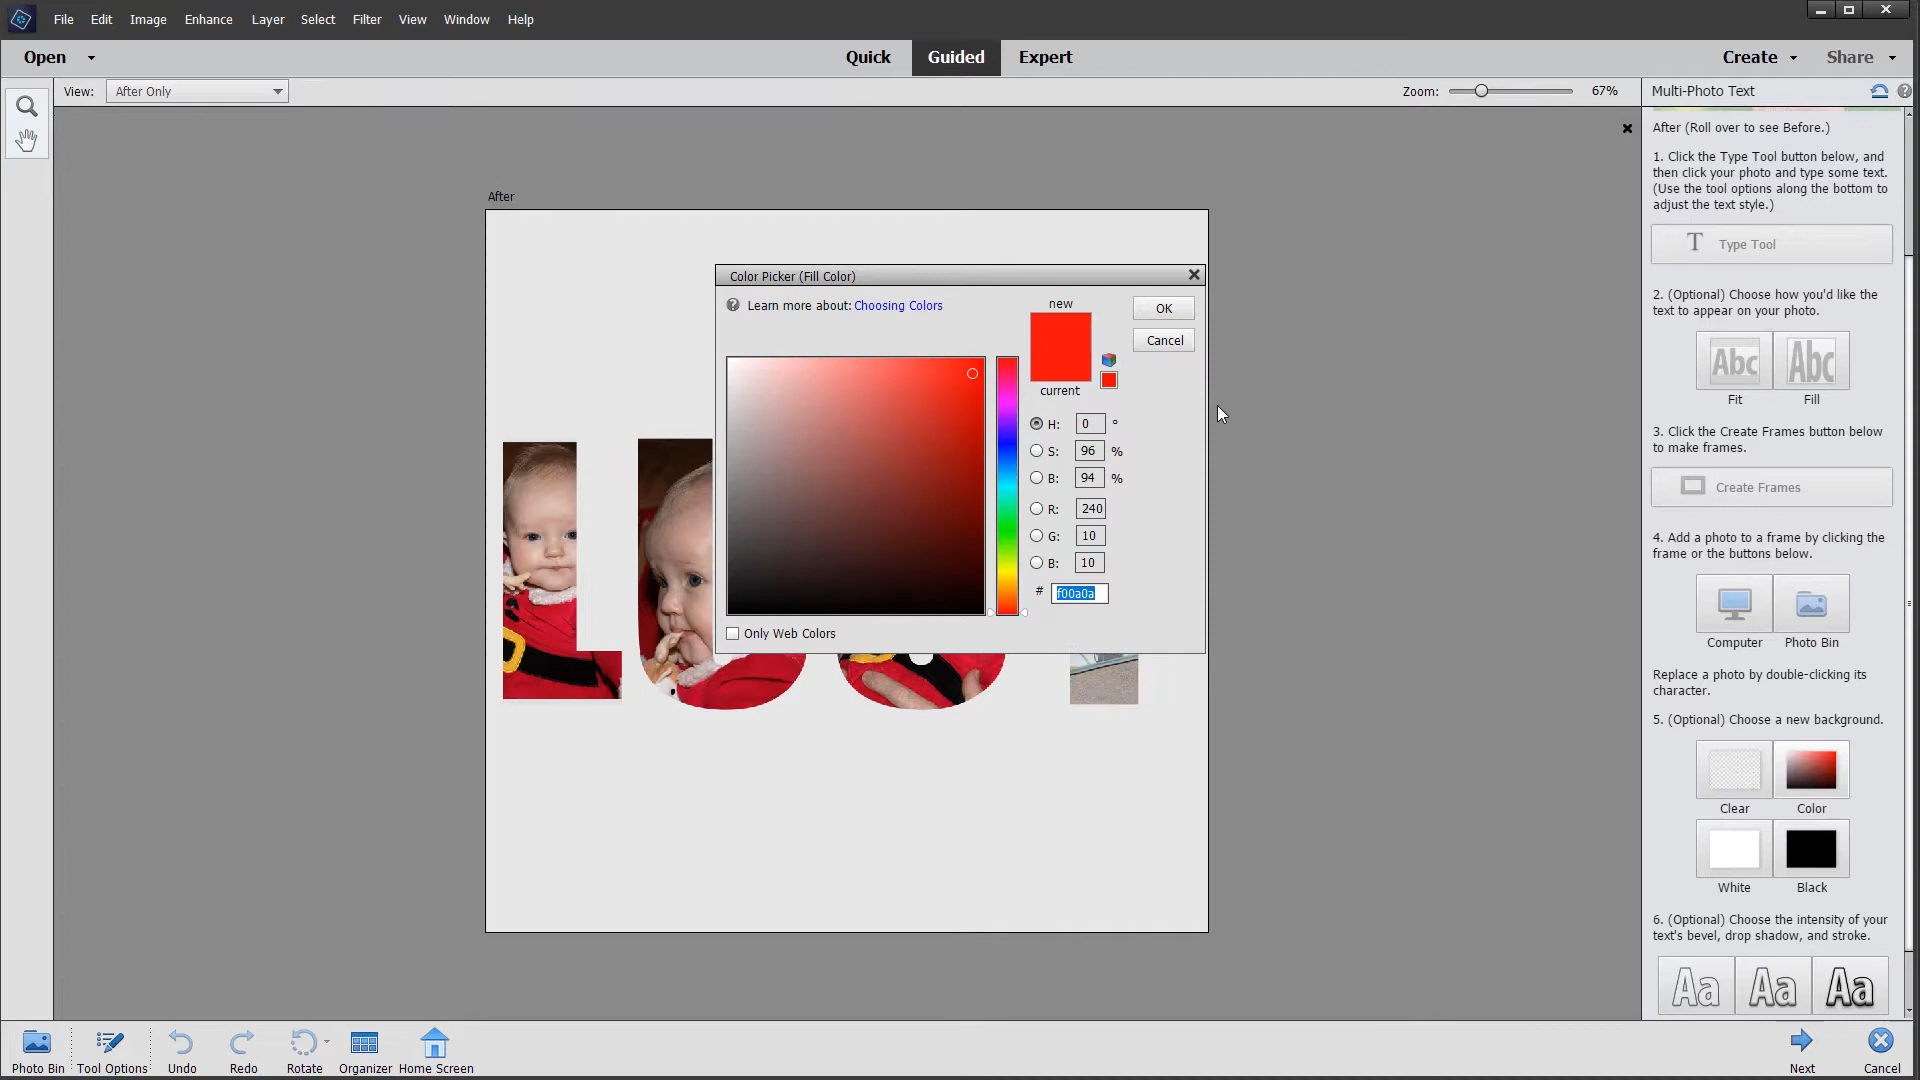 File Edit Image Enhance Layer Select Filter View Window Help
Open Quick Guided Expert Create Share
View: After Only Zoom: 67% Multi-Photo Text
After (Roll over to see Before.)
1. Click the Type Tool button below, and
then click your photo and type some text.
(Use the tool options along the bottom to
adjust the text style.)
T Type Tool
2. (Optional) Choose how you'd like the
text to appear on your photo.
Abc Abc
Fit Fill
3. Click the Create Frames button below
to make frames.
Create Frames
4. Add a photo to a frame by clicking the
frame or the buttons below.
Computer Photo Bin
Replace a photo by double-clicking its
character.
5. (Optional) Choose a new background.
Clear Color
White Black
6. (Optional) Choose the intensity of your
text's bevel, drop shadow, and stroke.
Aa Aa Aa
After
Color Picker (Fill Color)
Learn more about: Choosing Colors
new
current
OK
Cancel
H: 0 °
S: 96 %
B: 94 %
R: 240
G: 10
B: 10
# f00a0a
Only Web Colors
Photo Bin Tool Options Undo Redo Rotate Organizer Home Screen Next Cancel